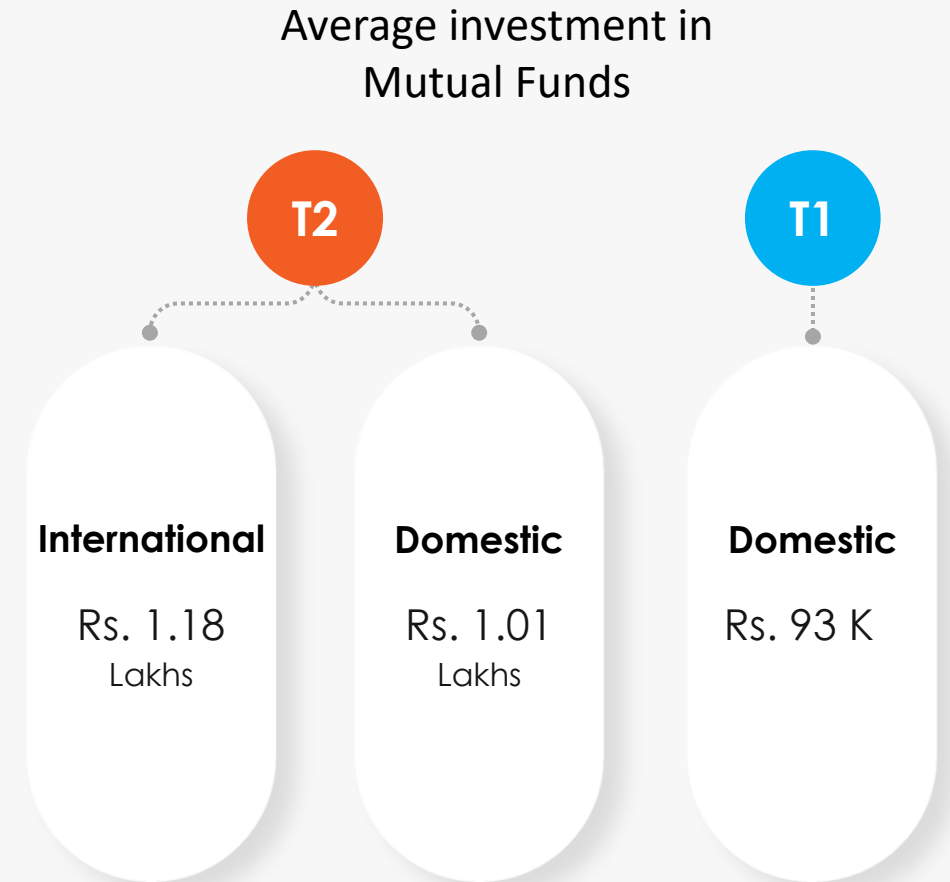 Average investment in
Mutual Funds
T2
T1
International
Rs. 1.18
Lakhs
Domestic
Rs. 1.01
Lakhs
Domestic
Rs. 93 K